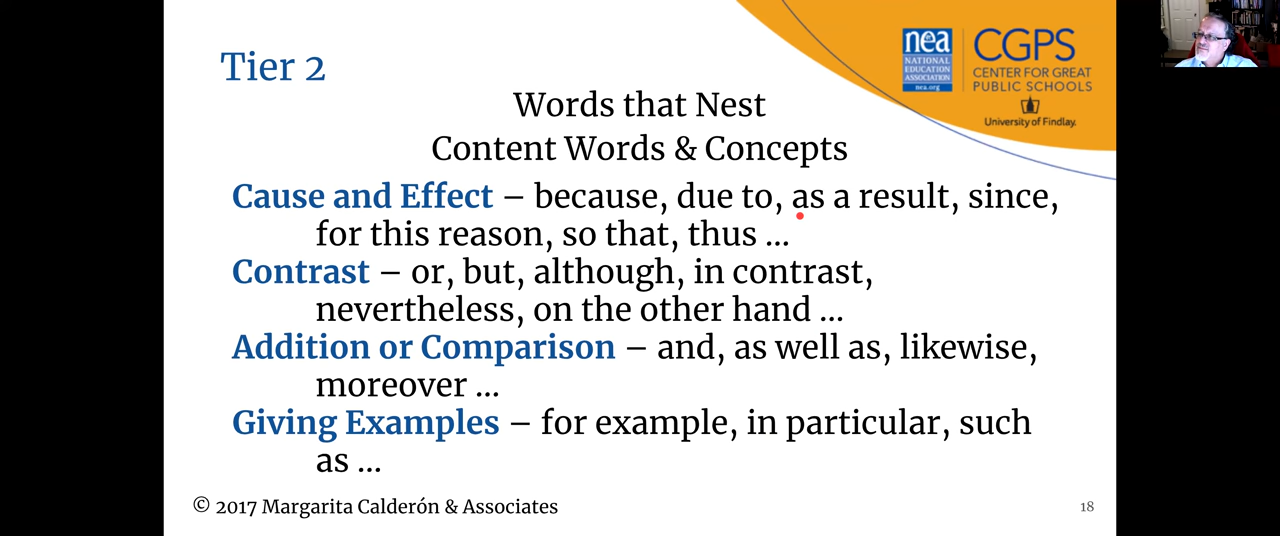 Tier 2
nea
NATIONAL
EDUCATION
ASSOCIATION
nea.org
CGPS
CENTER FOR GREAT
PUBLIC SCHOOLS
University of Findlay.
Words that Nest
Content Words & Concepts
Cause and Effect – because, due to, as a result, since,
for this reason, so that, thus ...
Contrast – or, but, although, in contrast,
nevertheless, on the other hand ...
Addition or Comparison – and, as well as, likewise,
moreover ...
Giving Examples – for example, in particular, such
as ...
© 2017 Margarita Calderón & Associates
18